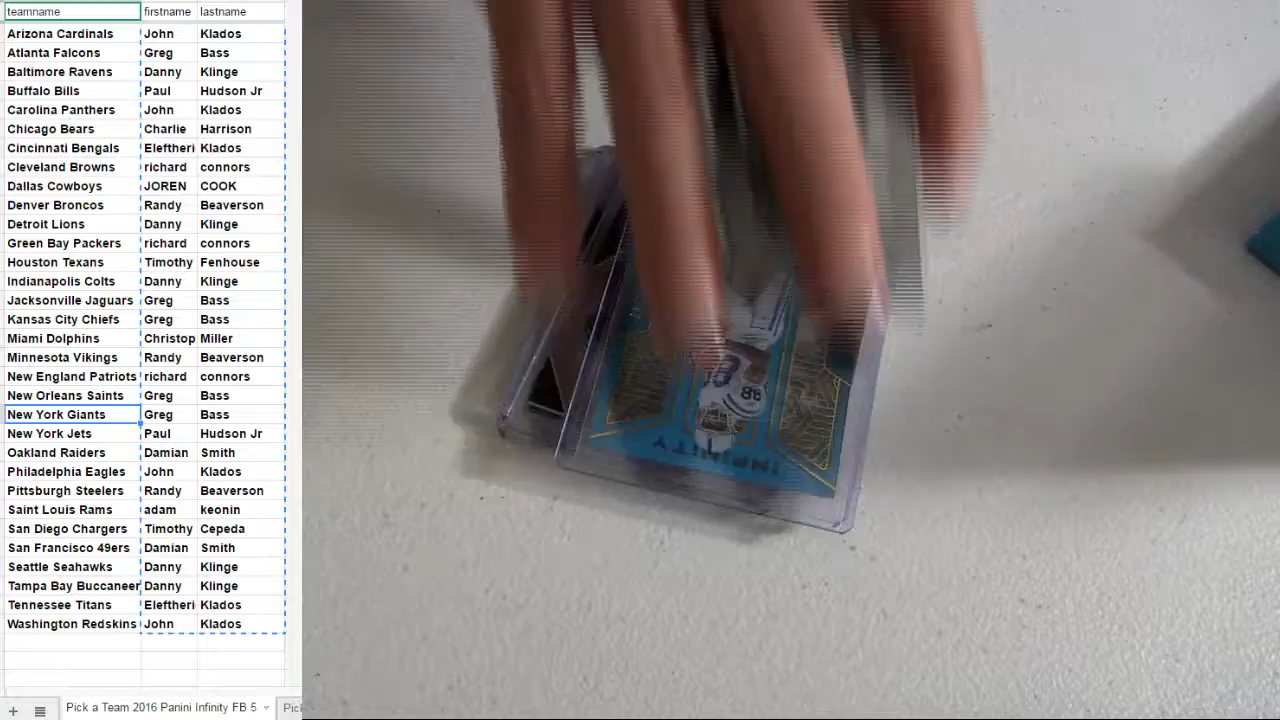 teamname firstname lastname
Arizona Cardinals John Klados
Atlanta Falcons Greg Bass
Baltimore Ravens Danny Klinge
Buffalo Bills Paul Hudson Jr
Carolina Panthers John Klados
Chicago Bears Charlie Harrison
Cincinnati Bengals Eleftheri Klados
Cleveland Browns richard connors
Dallas Cowboys JOREN COOK
Denver Broncos Randy Beaverson
Detroit Lions Danny Klinge
Green Bay Packers richard connors
Houston Texans Timothy Fenhouse
Indianapolis Colts Danny Klinge
Jacksonville Jaguars Greg Bass
Kansas City Chiefs Greg Bass
Miami Dolphins Christop Miller
Minnesota Vikings Randy Beaverson
New England Patriots richard connors
New Orleans Saints Greg Bass
New York Giants Greg Bass
New York Jets Paul Hudson Jr
Oakland Raiders Damian Smith
Philadelphia Eagles John Klados
Pittsburgh Steelers Randy Beaverson
Saint Louis Rams adam keonin
San Diego Chargers Timothy Cepeda
San Francisco 49ers Damian Smith
Seattle Seahawks Danny Klinge
Tampa Bay Buccaneer Danny Klinge
Tennessee Titans Eleftheri Klados
Washington Redskins John Klados
Pick a Team 2016 Panini Infinity FB 5 Pick
INFINITY
88